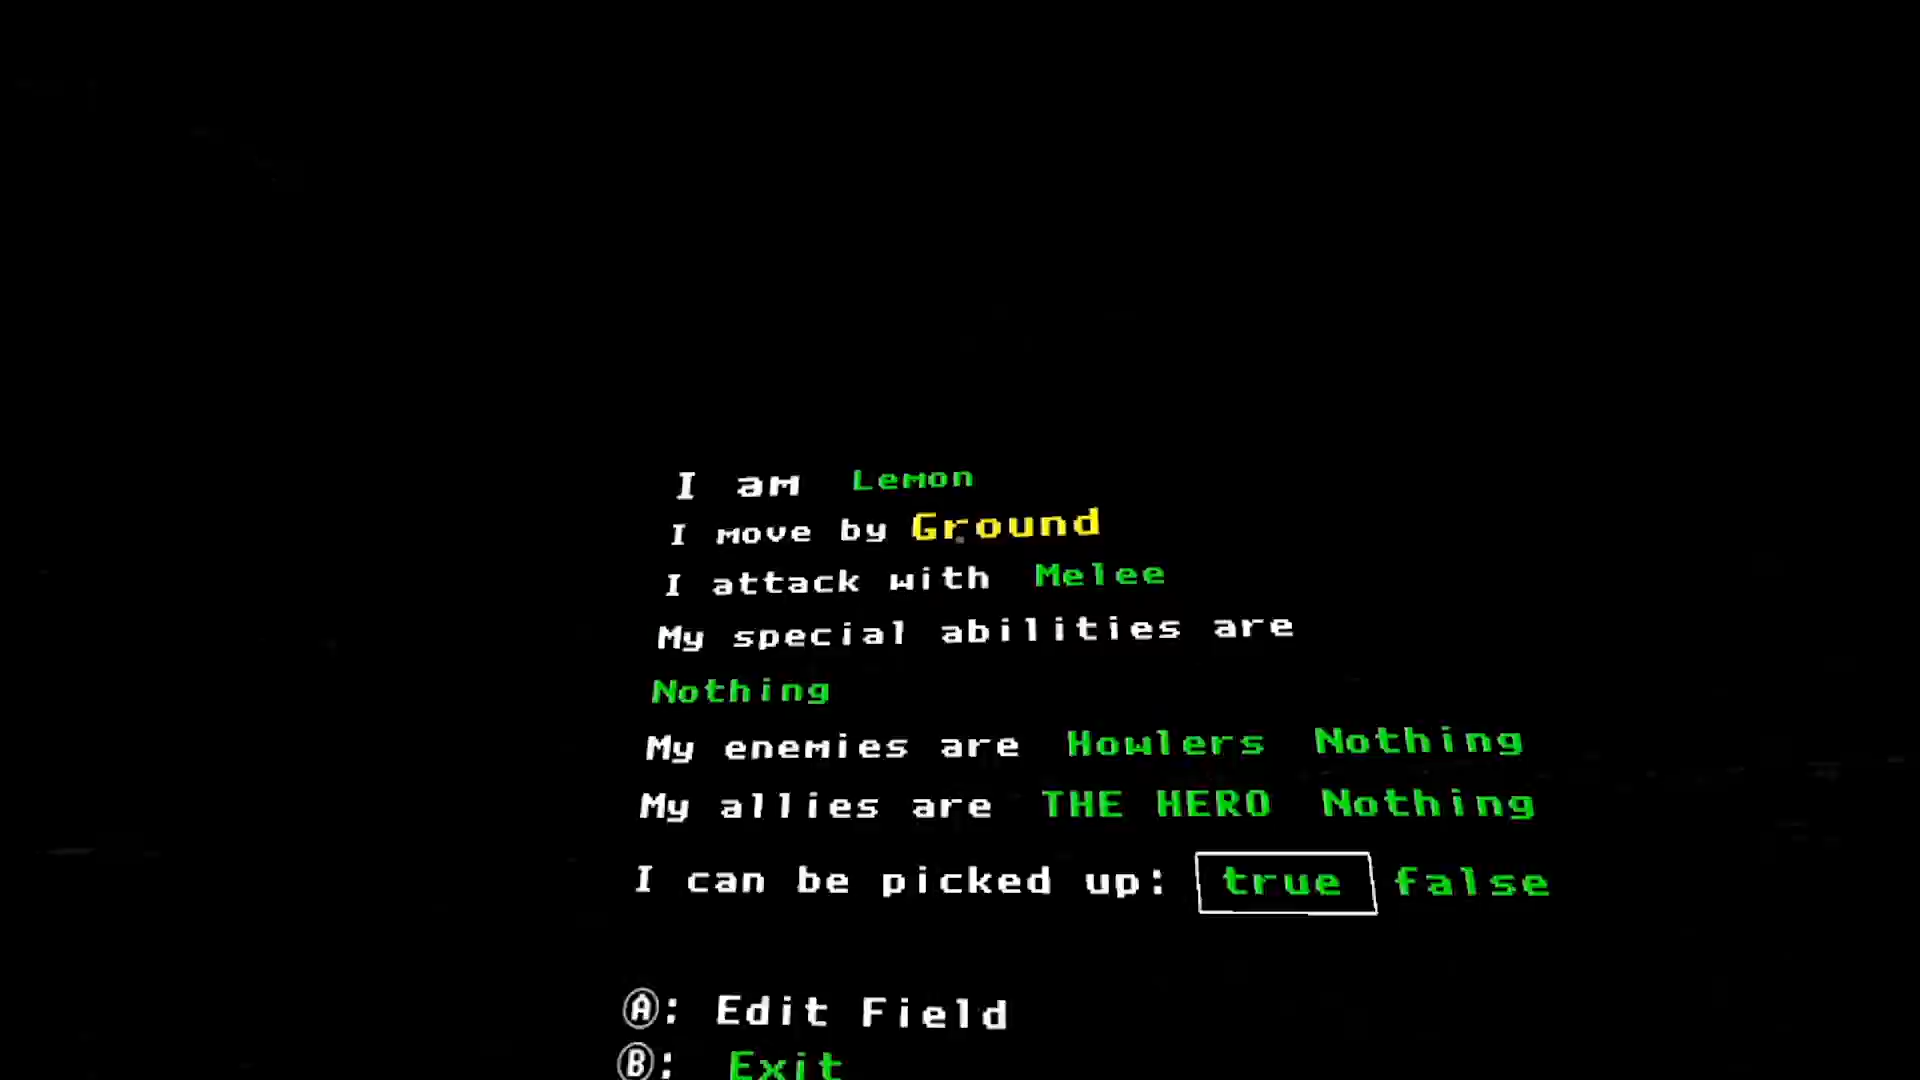 I am Lemon
I move by Ground
I attack with Melee
My special abilities are
Nothing
My enemies are Howlers Nothing
My allies are THE HERO Nothing
I can be picked up: true false
Ⓐ: Edit Field
Ⓑ: Exit